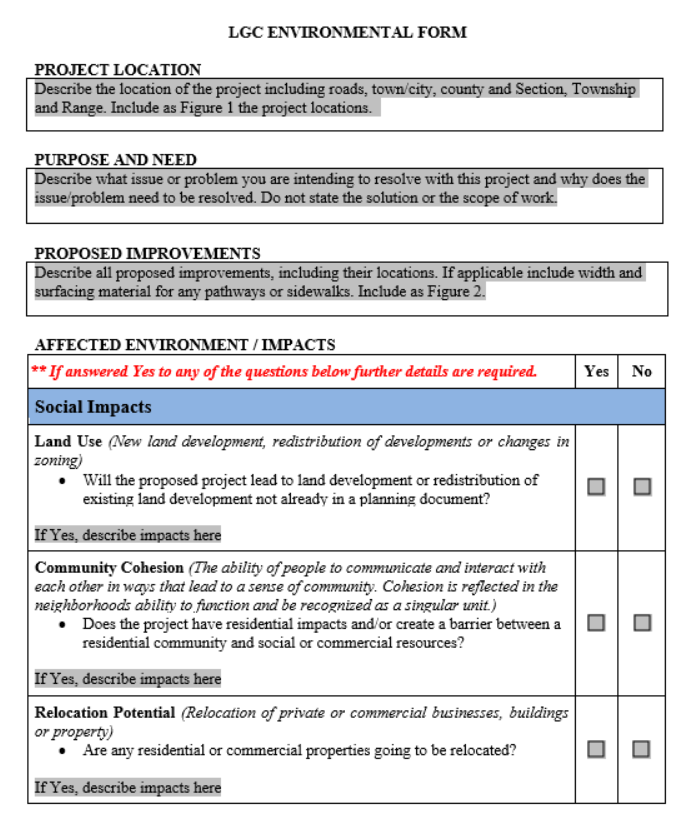 LGC ENVIRONMENTAL FORM
PROJECT LOCATION
Describe the location of the project including roads, town/city, county and Section, Township
and Range. Include as Figure 1 the project locations.
PURPOSE AND NEED
Describe what issue or problem you are intending to resolve with this project and why does the
issue/problem need to be resolved. Do not state the solution or the scope of work.
PROPOSED IMPROVEMENTS
Describe all proposed improvements, including their locations. If applicable include width and
surfacing material for any pathways or sidewalks. Include as Figure 2.
AFFECTED ENVIRONMENT / IMPACTS
** If answered Yes to any of the questions below further details are required. Yes No
Social Impacts
Land Use (New land development, redistribution of developments or changes in
zoning)
• Will the proposed project lead to land development or redistribution of
existing land development not already in a planning document?
If Yes, describe impacts here
Community Cohesion (The ability of people to communicate and interact with
each other in ways that lead to a sense of community. Cohesion is reflected in the
neighborhoods ability to function and be recognized as a singular unit.)
• Does the project have residential impacts and/or create a barrier between a
residential community and social or commercial resources?
If Yes, describe impacts here
Relocation Potential (Relocation of private or commercial businesses, buildings
or property)
• Are any residential or commercial properties going to be relocated?
If Yes, describe impacts here